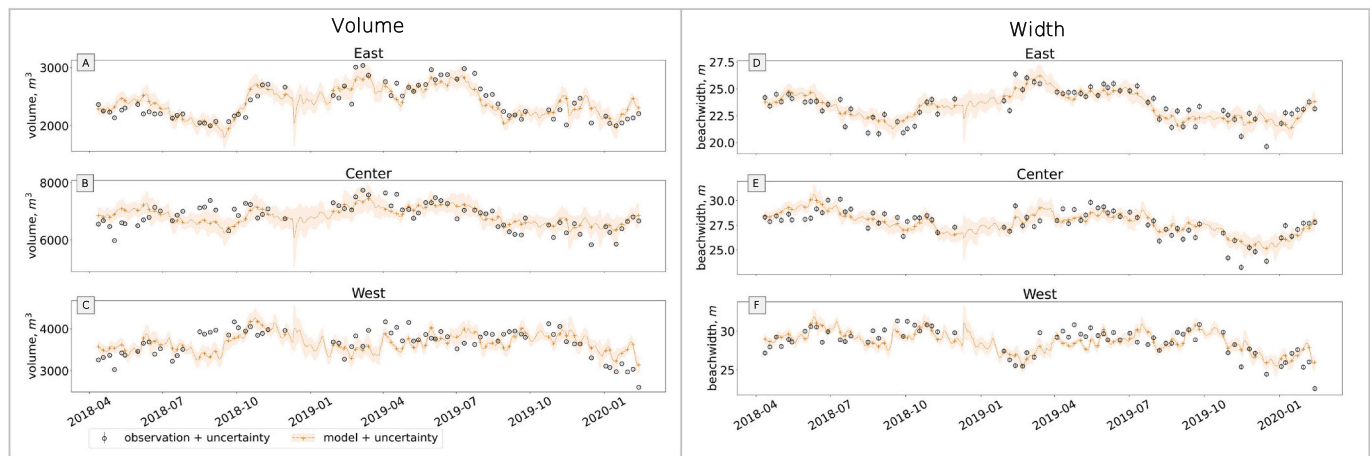 Volume
East
A
volume, m³
3000
2000
Center
B
volume, m³
8000
6000
West
C
volume, m³
4000
3000
2018-04
2018-07
2018-10
2019-01
2019-04
2019-07
2019-10
2020-01
observation + uncertainty
model + uncertainty
Width
East
D
beachwidth, m
27.5
25.0
22.5
20.0
Center
E
beachwidth, m
30.0
27.5
25.0
West
F
beachwidth, m
30
25
2018-04
2018-07
2018-10
2019-01
2019-04
2019-07
2019-10
2020-01